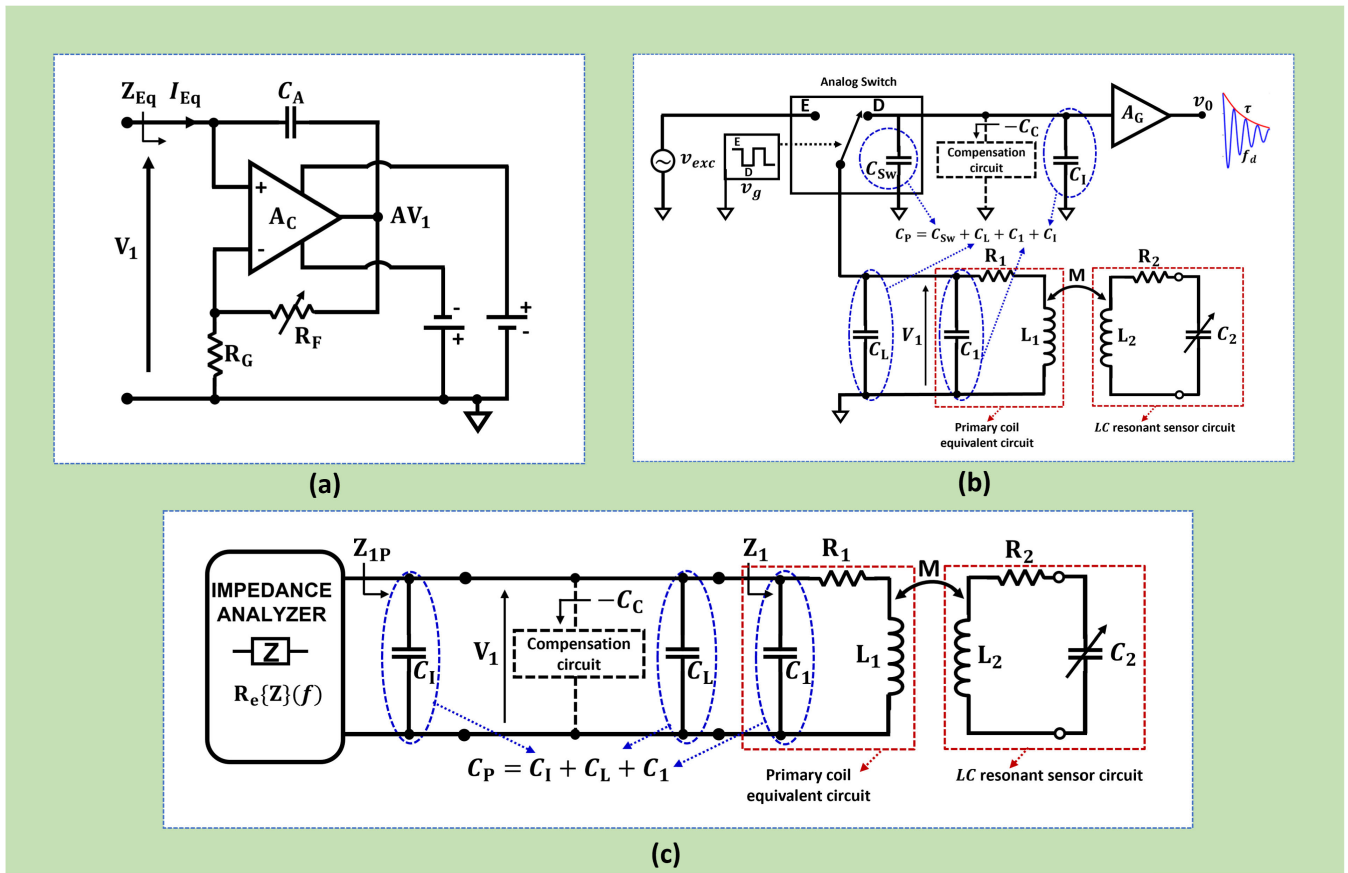 Z_Eq I_Eq C_A
+
A_C AV_1
-
V_1
R_F
R_G
-
+
+
-
(a)
Analog Switch
E D
v_exc
E
D
v_g
C_Sw
−C_C
Compensation
circuit
C_I
A_G
v_0
τ
f_d
C_P = C_Sw + C_L + C_1 + C_I
R_1
M
R_2
C_L
V_1
C_1
L_1
L_2
C_2
Primary coil
equivalent circuit
LC resonant sensor circuit
(b)
IMPEDANCE
ANALYZER
Z
R_e{Z}(f)
Z_1P
C_I
V_1
−C_C
Compensation
circuit
C_L
Z_1
C_1
R_1
L_1
M
R_2
L_2
C_2
C_P = C_I + C_L + C_1
Primary coil
equivalent circuit
LC resonant sensor circuit
(c)